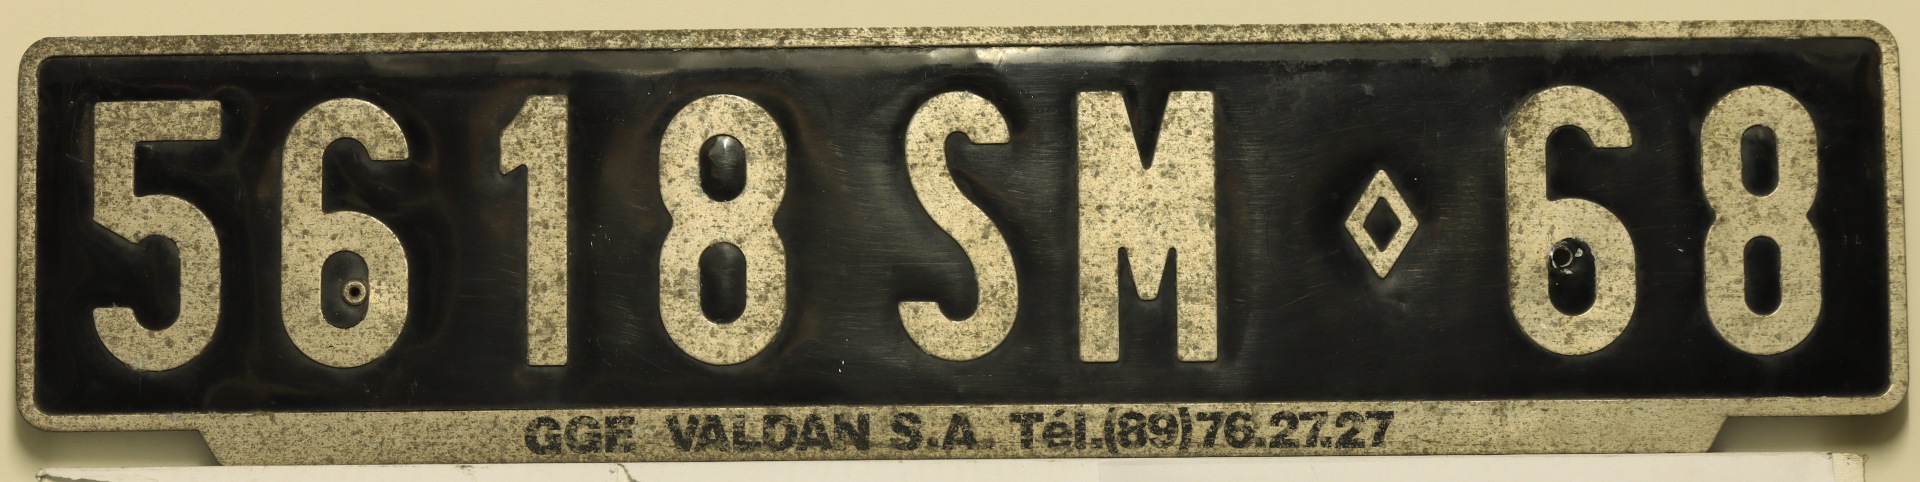 5618 SM ◇ 68
GGE VALDAN S.A. Tél.(89)76.27.27